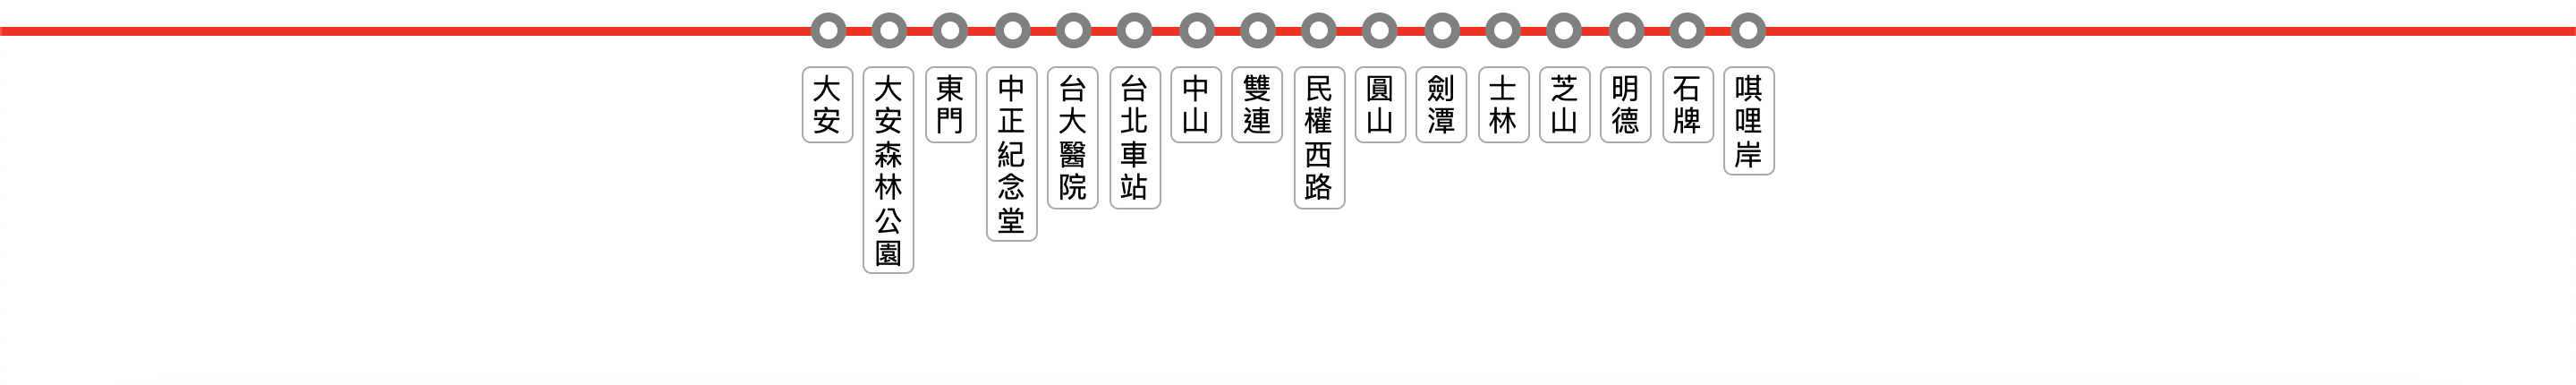 大安
大安森林公園
東門
中正紀念堂
台大醫院
台北車站
中山
雙連
民權西路
圓山
劍潭
士林
芝山
明德
石牌
唭哩岸